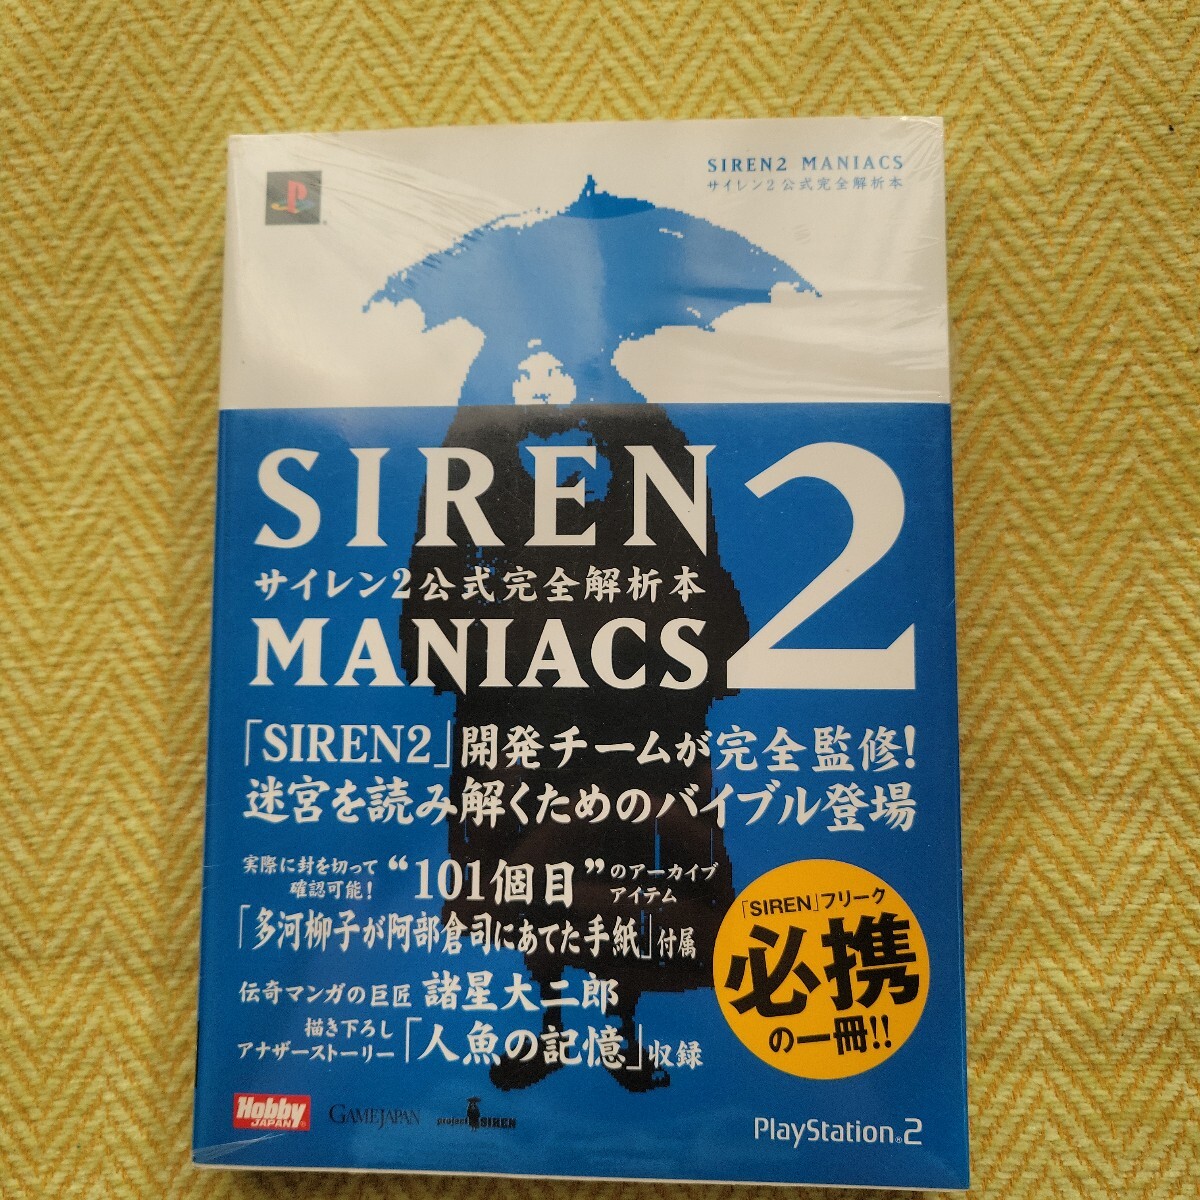 SIREN2 MANIACS
サイレン2公式完全解析本
SIREN2
サイレン2公式完全解析本
MANIACS
「SIREN2」開発チームが完全監修!
迷宮を読み解くためのバイブル登場
実際に封を切って
確認可能!
“101個目”
のアーカイブ
アイテム
「多河柳子が阿部倉司にあてた手紙」付属
伝奇マンガの巨匠 諸星大二郎
描き下ろし
アナザーストーリー
「人魚の記憶」収録
「SIREN」フリーク
必携
の一冊!!
Hobby
JAPAN
GAMEJAPAN
project SIREN
PlayStation®2